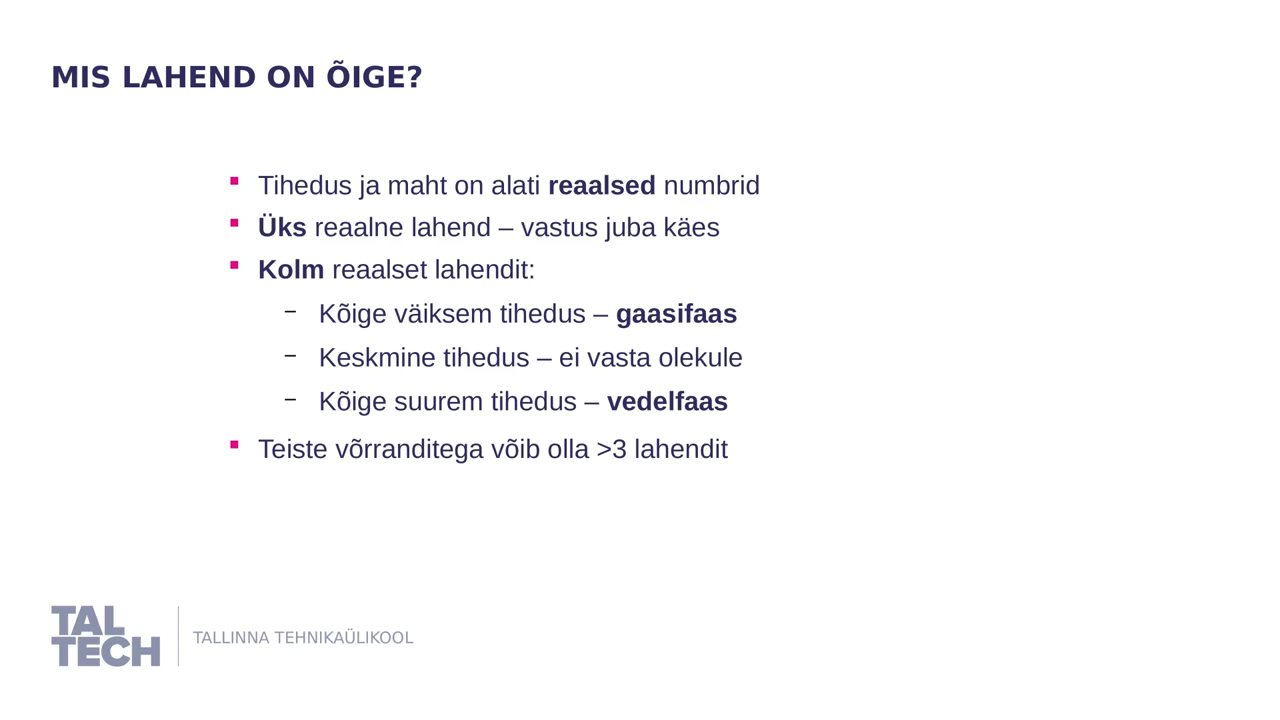 MIS LAHEND ON ÕIGE?
▪ Tihedus ja maht on alati reaalsed numbrid
▪ Üks reaalne lahend – vastus juba käes
▪ Kolm reaalset lahendit:
– Kõige väiksem tihedus – gaasifaas
– Keskmine tihedus – ei vasta olekule
– Kõige suurem tihedus – vedelfaas
▪ Teiste võrranditega võib olla >3 lahendit
TAL
TECH
TALLINNA TEHNIKAÜLIKOOL